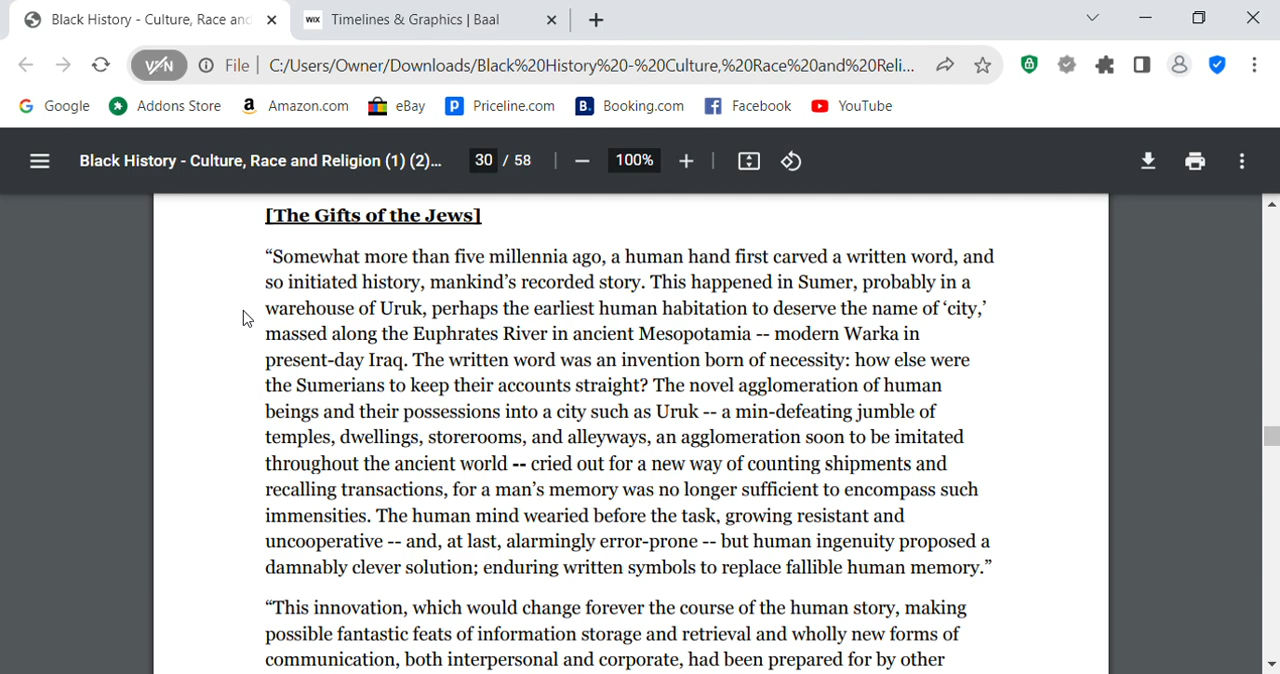 Black History - Culture, Race and
WIX Timelines & Graphics | Baal
VPN File C:/Users/Owner/Downloads/Black%20History%20-%20Culture,%20Race%20and%20Reli...
Google Addons Store Amazon.com eBay Priceline.com Booking.com Facebook YouTube
Black History - Culture, Race and Religion (1) (2)... 30 / 58 100%
[The Gifts of the Jews]
“Somewhat more than five millennia ago, a human hand first carved a written word, and
so initiated history, mankind’s recorded story. This happened in Sumer, probably in a
warehouse of Uruk, perhaps the earliest human habitation to deserve the name of ‘city,’
massed along the Euphrates River in ancient Mesopotamia -- modern Warka in
present-day Iraq. The written word was an invention born of necessity: how else were
the Sumerians to keep their accounts straight? The novel agglomeration of human
beings and their possessions into a city such as Uruk -- a min-defeating jumble of
temples, dwellings, storerooms, and alleyways, an agglomeration soon to be imitated
throughout the ancient world -- cried out for a new way of counting shipments and
recalling transactions, for a man’s memory was no longer sufficient to encompass such
immensities. The human mind wearied before the task, growing resistant and
uncooperative -- and, at last, alarmingly error-prone -- but human ingenuity proposed a
damnably clever solution; enduring written symbols to replace fallible human memory.”
“This innovation, which would change forever the course of the human story, making
possible fantastic feats of information storage and retrieval and wholly new forms of
communication, both interpersonal and corporate, had been prepared for by other